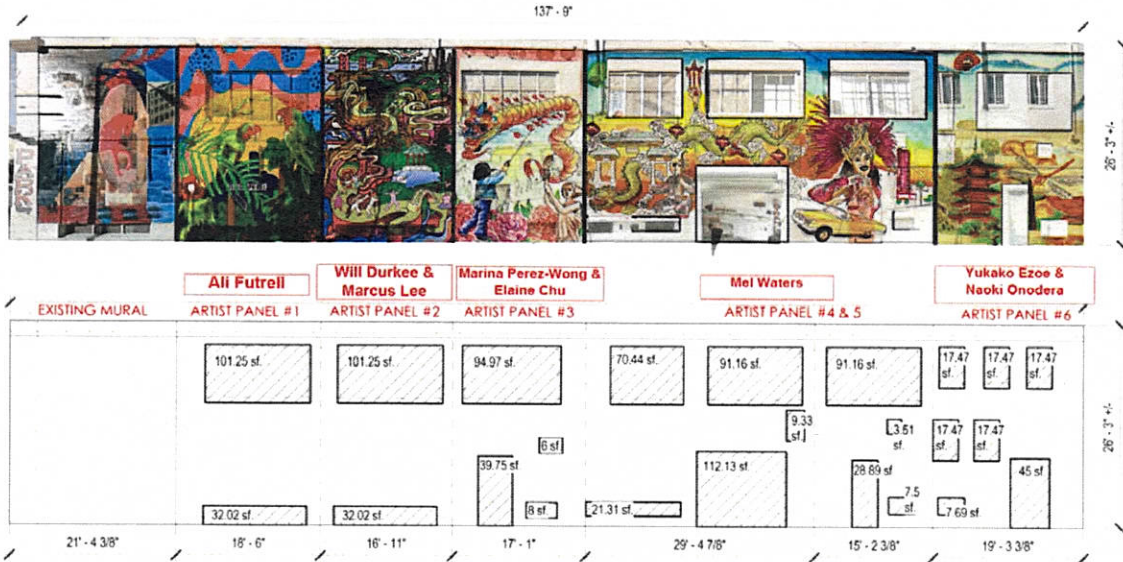 137' - 9"
PARK
26' - 3" +/-
Ali Futrell
Will Durkee &
Marcus Lee
Marina Perez-Wong &
Elaine Chu
Mel Waters
Yukako Ezoe &
Naoki Onodera
EXISTING MURAL
ARTIST PANEL #1
ARTIST PANEL #2
ARTIST PANEL #3
ARTIST PANEL #4 & 5
ARTIST PANEL #6
101.25 sf.
101.25 sf.
94.97 sf.
70.44 sf.
91.16 sf.
91.16 sf.
17.47
sf.
17.47
sf.
17.47
sf.
9.33
sf.
3.51
sf.
17.47
sf.
17.47
sf.
6 sf
39.75 sf
112.13 sf.
28.89 sf
45 sf
32.02 sf.
32.02 sf.
8 sf.
21.31 sf.
7.5
sf.
7.69 sf
26' - 3" +/-
21' - 4 3/8"
18' - 6"
16' - 11"
17' - 1"
29' - 4 7/8"
15' - 2 3/8"
19' - 3 3/8"